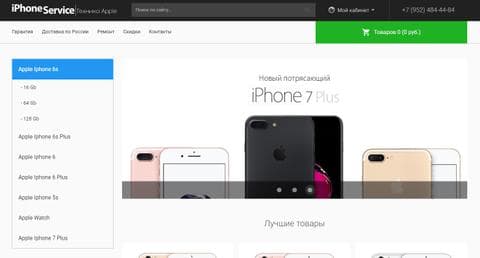 iPhoneService Техника Apple
Поиск по сайту...
Мой кабинет
+7 (952) 484-44-84
Гарантия Доставка по России Ремонт Скидки Контакты
Товаров 0 (0 руб.)
Apple Iphone 6s
- 16 Gb
- 64 Gb
- 128 Gb
Apple Iphone 6s Plus
Apple Iphone 6
Apple Iphone 6 Plus
Apple Iphone 5s
Apple Watch
Apple Iphone 7 Plus
Новый потрясающий
iPhone 7 Plus
Лучшие товары